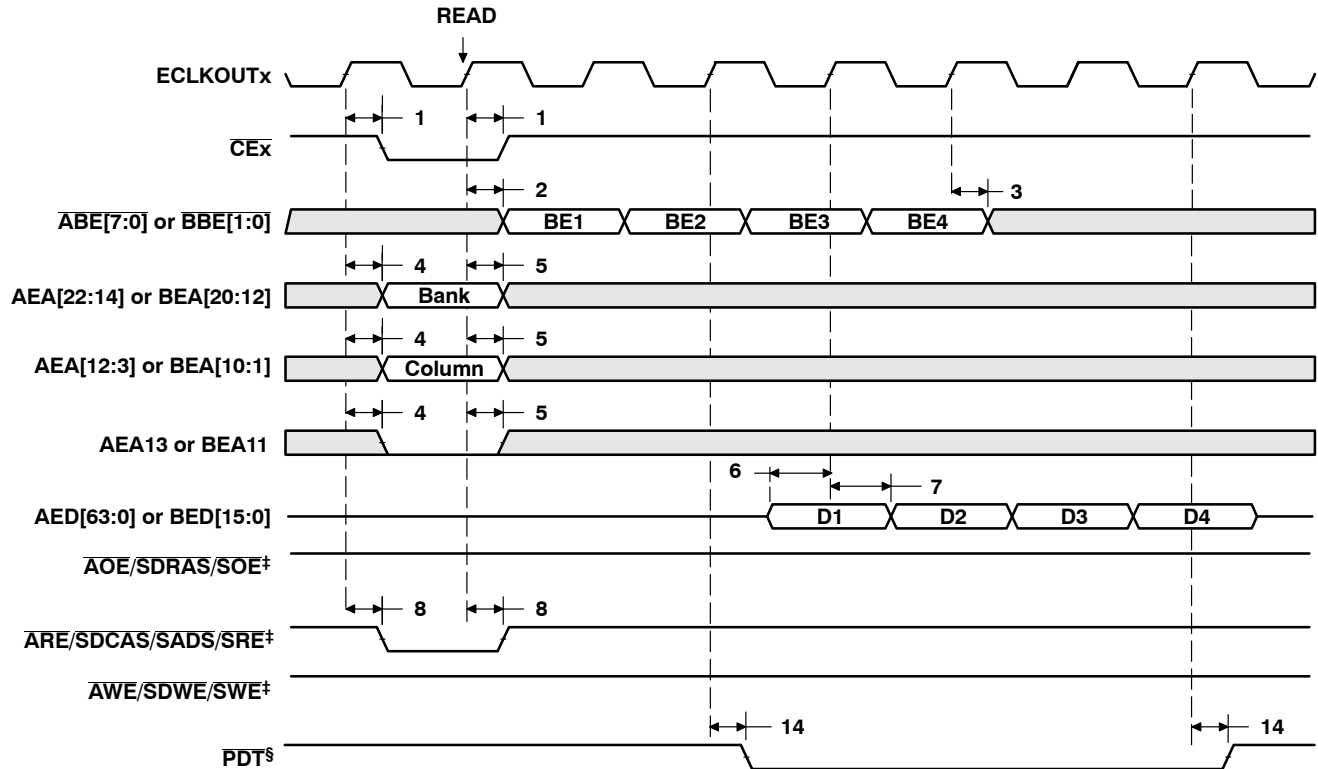 READ
ECLKOUTx
1 1
CEx
2 3
ABE[7:0] or BBE[1:0] BE1 BE2 BE3 BE4
4 5
AEA[22:14] or BEA[20:12] Bank
4 5
AEA[12:3] or BEA[10:1] Column
4 5
AEA13 or BEA11
6 7
AED[63:0] or BED[15:0] D1 D2 D3 D4
AOE/SDRAS/SOE‡
8 8
ARE/SDCAS/SADS/SRE‡
AWE/SDWE/SWE‡
14 14
PDT§